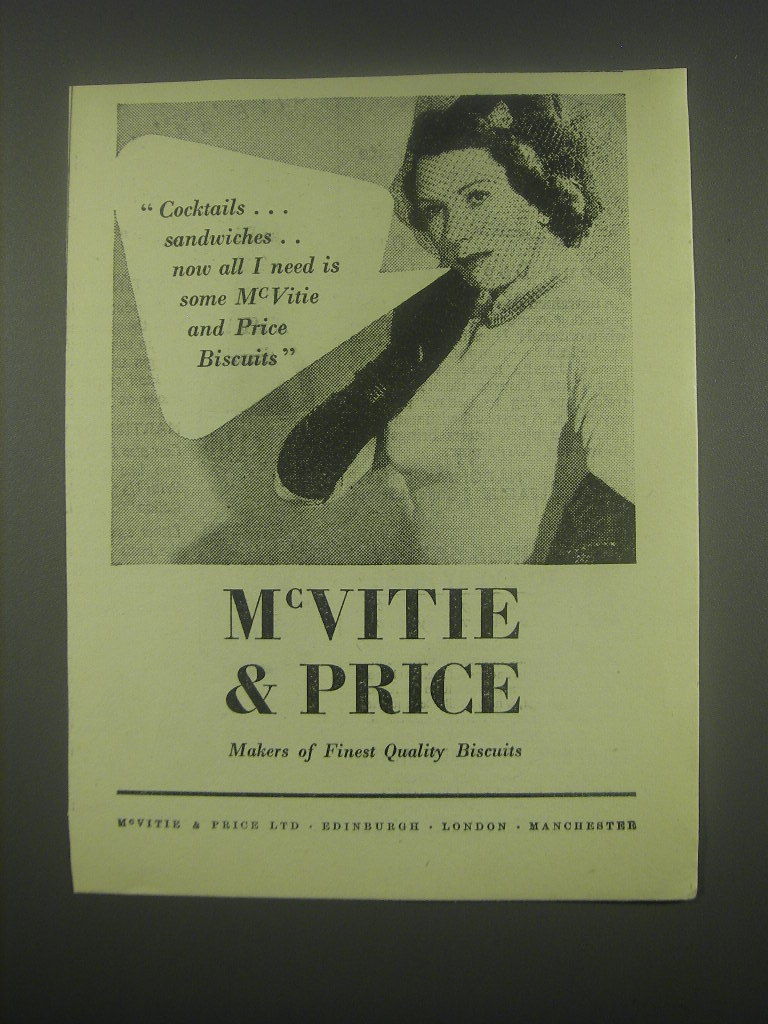 “ Cocktails . . .
sandwiches . .
now all I need is
some McVitie
and Price
Biscuits ”
McVITIE
& PRICE
Makers of Finest Quality Biscuits
McVITIE & PRICE LTD · EDINBURGH · LONDON · MANCHESTER